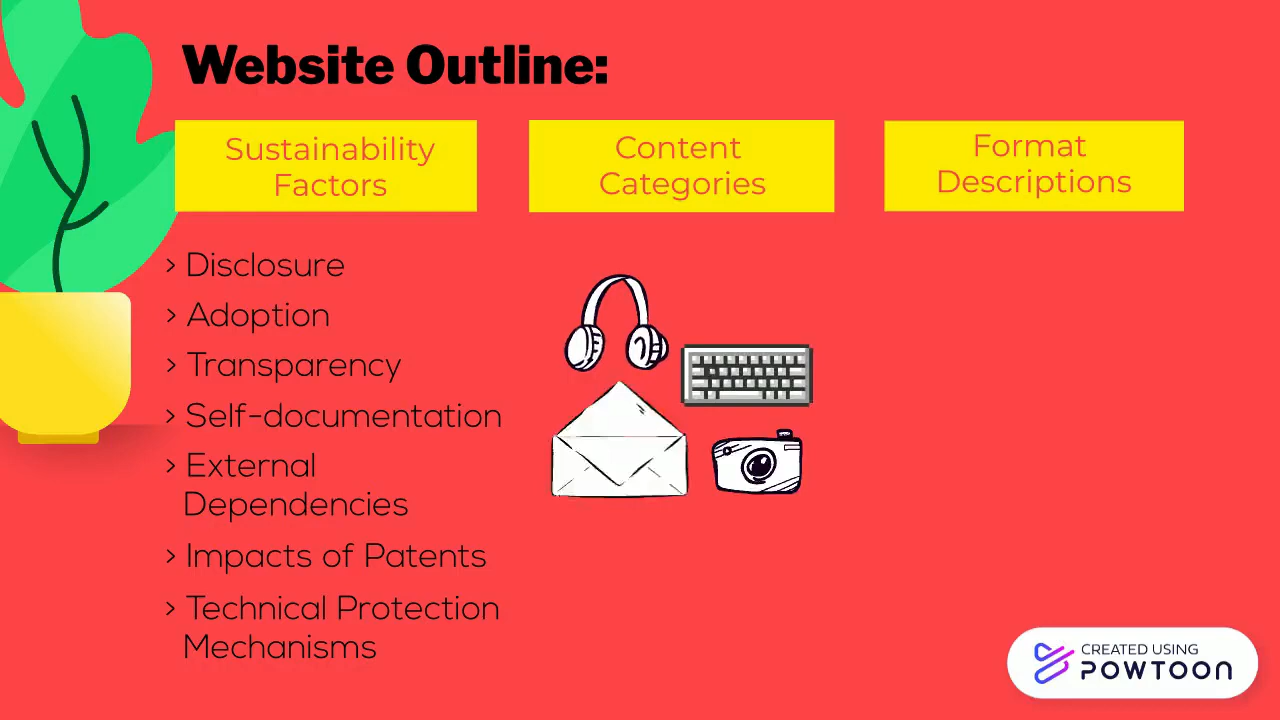 Website Outline:
Sustainability
Factors
Content
Categories
Format
Descriptions
> Disclosure
> Adoption
> Transparency
> Self-documentation
> External
Dependencies
> Impacts of Patents
> Technical Protection
Mechanisms
CREATED USING
POWTOON